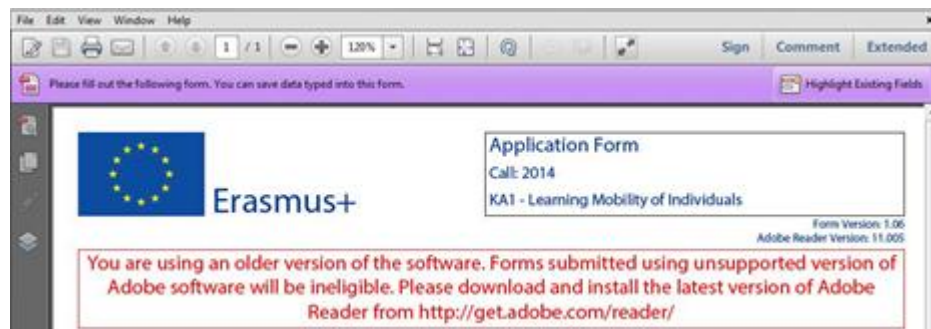 File Edit View Window Help
1 / 1 120% Sign Comment Extended
Please fill out the following form. You can save data typed into this form. Highlight Existing Fields
Application Form
Call: 2014
KA1 - Learning Mobility of Individuals
Erasmus+
Form Version: 1.06
Adobe Reader Version: 11.005
You are using an older version of the software. Forms submitted using unsupported version of
Adobe software will be ineligible. Please download and install the latest version of Adobe
Reader from http://get.adobe.com/reader/